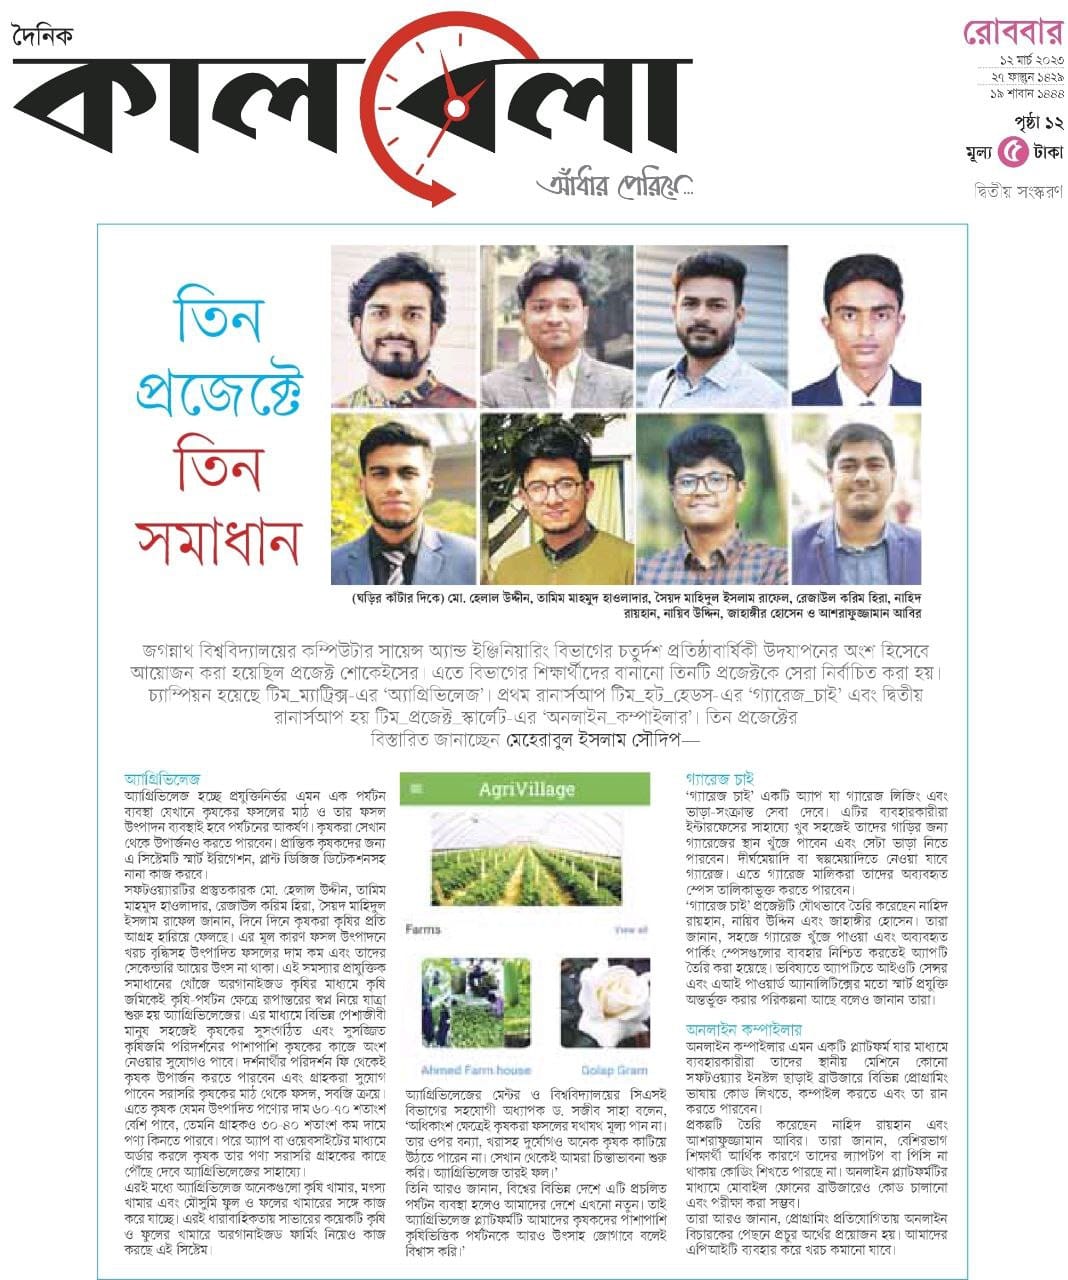 দৈনিক
কালবেলা
আঁধার পেরিয়ে...
রোববার
১২ মার্চ ২০২৩
২৭ ফাল্গুন ১৪২৯
১৯ শাবান ১৪৪৪
পৃষ্ঠা ১২
মূল্য ৫ টাকা
দ্বিতীয় সংস্করণ
তিন
প্রজেক্টে
তিন
সমাধান
(ঘড়ির কাঁটার দিকে) মো. হেলাল উদ্দীন, তামিম মাহমুদ হাওলাদার, সৈয়দ মাহিদুল ইসলাম রাফেল, রেজাউল করিম হিরা, নাহিদ
রায়হান, নায়িব উদ্দিন, জাহাঙ্গীর হোসেন ও আশরাফুজ্জামান আবির
জগন্নাথ বিশ্ববিদ্যালয়ের কম্পিউটার সায়েন্স অ্যান্ড ইঞ্জিনিয়ারিং বিভাগের চতুর্দশ প্রতিষ্ঠাবার্ষিকী উদযাপনের অংশ হিসেবে
আয়োজন করা হয়েছিল প্রজেক্ট শোকেইসের। এতে বিভাগের শিক্ষার্থীদের বানানো তিনটি প্রজেক্টকে সেরা নির্বাচিত করা হয়।
চ্যাম্পিয়ন হয়েছে টিম_ম্যাট্রিক্স-এর ‘অ্যাগ্রিভিলেজ’। প্রথম রানার্সআপ টিম_হট_হেডস-এর ‘গ্যারেজ_চাই’ এবং দ্বিতীয়
রানার্সআপ হয় টিম_প্রজেক্ট_স্কার্লেট-এর ‘অনলাইন_কম্পাইলার’। তিন প্রজেক্টের
বিস্তারিত জানাচ্ছেন মেহেরাবুল ইসলাম সৌদিপ—
অ্যাগ্রিভিলেজ
অ্যাগ্রিভিলেজ হচ্ছে প্রযুক্তিনির্ভর এমন এক পর্যটন
ব্যবস্থা যেখানে কৃষকের ফসলের মাঠ ও তার ফসল
উৎপাদন ব্যবস্থাই হবে পর্যটনের আকর্ষণ। কৃষকরা সেখান
থেকে উপার্জনও করতে পারবেন। প্রান্তিক কৃষকদের জন্য
এ সিস্টেমটি স্মার্ট ইরিগেশন, প্লান্ট ডিজিজ ডিটেকশনসহ
নানা কাজ করবে।
সফটওয়্যারটির প্রস্তুতকারক মো. হেলাল উদ্দীন, তামিম
মাহমুদ হাওলাদার, রেজাউল করিম হিরা, সৈয়দ মাহিদুল
ইসলাম রাফেল জানান, দিনে দিনে কৃষকরা কৃষির প্রতি
আগ্রহ হারিয়ে ফেলছে। এর মূল কারণ ফসল উৎপাদনে
খরচ বৃদ্ধিসহ উৎপাদিত ফসলের দাম কম এবং তাদের
সেকেন্ডারি আয়ের উৎস না থাকা। এই সমস্যার প্রাযুক্তিক
সমাধানের খোঁজে অরগানাইজড কৃষির মাধ্যমে কৃষি
জমিকেই কৃষি-পর্যটন ক্ষেত্রে রূপান্তরের স্বপ্ন নিয়ে যাত্রা
শুরু হয় অ্যাগ্রিভিলেজের। এর মাধ্যমে বিভিন্ন পেশাজীবী
মানুষ সহজেই কৃষকের সুসংগঠিত এবং সুসজ্জিত
কৃষিজমি পরিদর্শনের পাশাপাশি কৃষকের কাজে অংশ
নেওয়ার সুযোগও পাবে। দর্শনার্থীর পরিদর্শন ফি থেকেই
কৃষক উপার্জন করতে পারবেন এবং গ্রাহকরা সুযোগ
পাবেন সরাসরি কৃষকের মাঠ থেকে ফসল, সবজি ক্রয়ে।
এতে কৃষক যেমন উৎপাদিত পণ্যের দাম ৬০-৭০ শতাংশ
বেশি পাবে, তেমনি গ্রাহকও ৩০-৪০ শতাংশ কম দামে
পণ্য কিনতে পারবে। পরে অ্যাপ বা ওয়েবসাইটের মাধ্যমে
অর্ডার করলে কৃষক তার পণ্য সরাসরি গ্রাহকের কাছে
পৌঁছে দেবে অ্যাগ্রিভিলেজের সাহায্যে।
এরই মধ্যে অ্যাগ্রিভিলেজ অনেকগুলো কৃষি খামার, মৎস্য
খামার এবং মৌসুমি ফুল ও ফলের খামারের সঙ্গে কাজ
করে যাচ্ছে। এরই ধারাবাহিকতায় সাভারের কয়েকটি কৃষি
ও ফুলের খামারে অরগানাইজড ফার্মিং নিয়েও কাজ
করছে এই সিস্টেম।
AgriVillage
Farms
View all
Ahmed Farm house
Golap Gram
অ্যাগ্রিভিলেজের মেন্টর ও বিশ্ববিদ্যালয়ের সিএসই
বিভাগের সহযোগী অধ্যাপক ড. সজীব সাহা বলেন,
‘অধিকাংশ ক্ষেত্রেই কৃষকরা ফসলের যথাযথ মূল্য পান না।
তার ওপর বন্যা, খরাসহ দুর্যোগও অনেক কৃষক কাটিয়ে
উঠতে পারেন না। সেখান থেকেই আমরা চিন্তাভাবনা শুরু
করি। অ্যাগ্রিভিলেজ তারই ফল।’
তিনি আরও জানান, বিশ্বের বিভিন্ন দেশে এটি প্রচলিত
পর্যটন ব্যবস্থা হলেও আমাদের দেশে এখনো নতুন। তাই
অ্যাগ্রিভিলেজ প্ল্যাটফর্মটি আমাদের কৃষকদের পাশাপাশি
কৃষিভিত্তিক পর্যটনকে আরও উৎসাহ জোগাবে বলেই
বিশ্বাস করি।’
গ্যারেজ চাই
‘গ্যারেজ চাই’ একটি অ্যাপ যা গ্যারেজ লিজিং এবং
ভাড়া-সংক্রান্ত সেবা দেবে। এটির ব্যবহারকারীরা
ইন্টারফেসের সাহায্যে খুব সহজেই তাদের গাড়ির জন্য
গ্যারেজের স্থান খুঁজে পাবেন এবং সেটা ভাড়া নিতে
পারবেন। দীর্ঘমেয়াদি বা স্বল্পমেয়াদিতে নেওয়া যাবে
গ্যারেজ। এতে গ্যারেজ মালিকরা তাদের অব্যবহৃত
স্পেস তালিকাভুক্ত করতে পারবেন।
‘গ্যারেজ চাই’ প্রজেক্টটি যৌথভাবে তৈরি করেছেন নাহিদ
রায়হান, নায়িব উদ্দিন এবং জাহাঙ্গীর হোসেন। তারা
জানান, সহজে গ্যারেজ খুঁজে পাওয়া এবং অব্যবহৃত
পার্কিং স্পেসগুলোর ব্যবহার নিশ্চিত করতেই অ্যাপটি
তৈরি করা হয়েছে। ভবিষ্যতে অ্যাপটিতে আইওটি সেন্সর
এবং এআই পাওয়ার্ড অ্যানালিটিক্সের মতো স্মার্ট প্রযুক্তি
অন্তর্ভুক্ত করার পরিকল্পনা আছে বলেও জানান তারা।
অনলাইন কম্পাইলার
অনলাইন কম্পাইলার এমন একটি প্ল্যাটফর্ম যার মাধ্যমে
ব্যবহারকারীরা তাদের স্থানীয় মেশিনে কোনো
সফটওয়্যার ইনস্টল ছাড়াই ব্রাউজারে বিভিন্ন প্রোগ্রামিং
ভাষায় কোড লিখতে, কম্পাইল করতে এবং তা রান
করতে পারবেন।
প্রকল্পটি তৈরি করেছেন নাহিদ রায়হান এবং
আশরাফুজ্জামান আবির। তারা জানান, বেশিরভাগ
শিক্ষার্থী আর্থিক কারণে তাদের ল্যাপটপ বা পিসি না
থাকায় কোডিং শিখতে পারছে না। অনলাইন প্ল্যাটফর্মটির
মাধ্যমে মোবাইল ফোনের ব্রাউজারেও কোড চালানো
এবং পরীক্ষা করা সম্ভব।
তারা আরও জানান, প্রোগ্রামিং প্রতিযোগিতায় অনলাইন
বিচারকের পেছনে প্রচুর অর্থের প্রয়োজন হয়। আমাদের
এপিআইটি ব্যবহার করে খরচ কমানো যাবে।